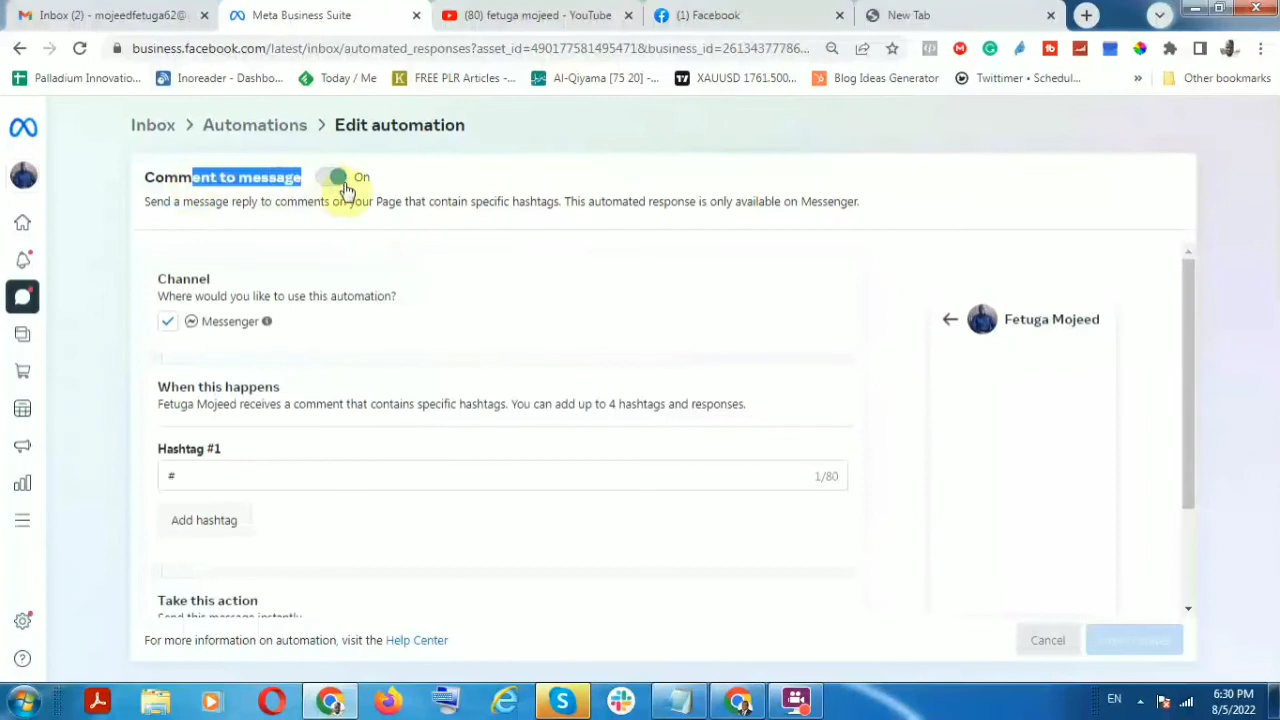 Inbox (2) - mojeedfetuga62@
Meta Business Suite
(80) fetuga mojeed - YouTube
(1) Facebook
New Tab
business.facebook.com/latest/inbox/automated_responses?asset_id=490177581495471&business_id=26134377786...
Palladium Innovatio...
Inoreader - Dashbo...
Today / Me
FREE PLR Articles -...
Al-Qiyama [75 20] -...
XAUUSD 1761.500...
Blog Ideas Generator
Twittimer • Schedul...
»
Other bookmarks
Inbox > Automations > Edit automation
Comment to message On
Send a message reply to comments on your Page that contain specific hashtags. This automated response is only available on Messenger.
Channel
Where would you like to use this automation?
Messenger
Fetuga Mojeed
When this happens
Fetuga Mojeed receives a comment that contains specific hashtags. You can add up to 4 hashtags and responses.
Hashtag #1
# 1/80
Add hashtag
Take this action
Send this message instantly.
For more information on automation, visit the Help Center
Cancel
EN
6:30 PM
8/5/2022